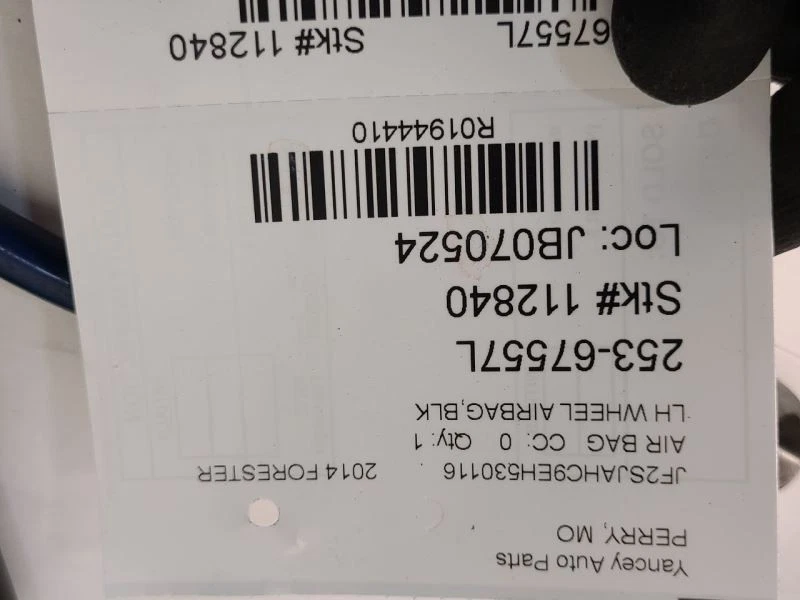 Yancey Auto Parts
PERRY, MO
JF2SJAHC9EH530116 2014 FORESTER
AIR BAG CC: 0 Qty: 1
LH WHEEL AIRBAG,BLK
253-67557L
Stk# 112840
Loc: JB070524
R019444410
67557L Stk# 112840